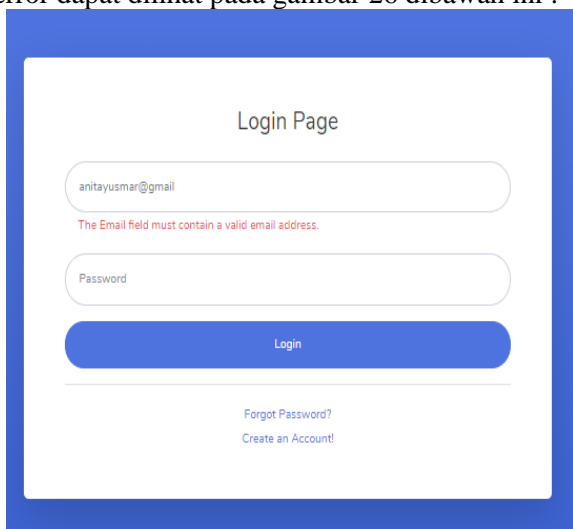 error dapat dilihat pada gambar 26 dibawah ini :
Login Page
anitayusmar@gmail
The Email field must contain a valid email address.
Password
Login
Forgot Password?
Create an Account!